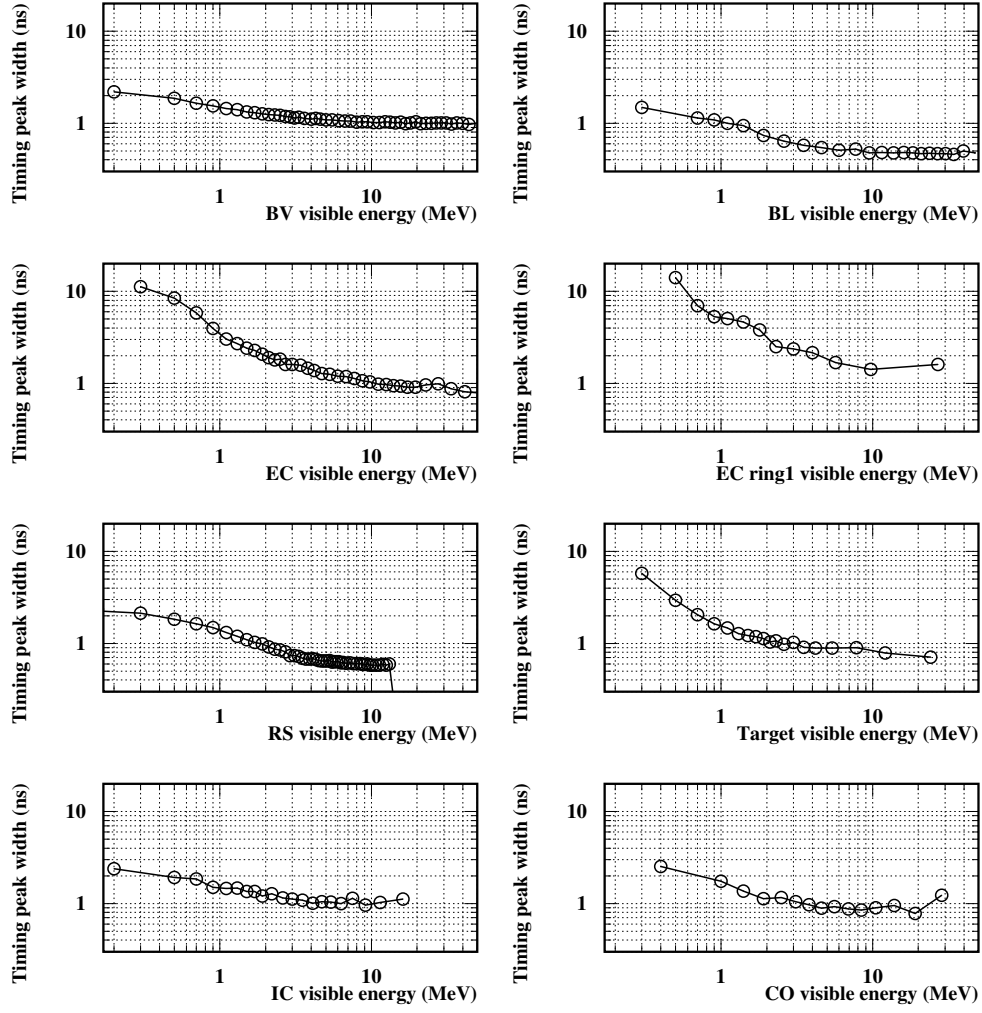 Timing peak width (ns)
10
1
1
10
BV visible energy (MeV)
Timing peak width (ns)
10
1
1
10
BL visible energy (MeV)
Timing peak width (ns)
10
1
1
10
EC visible energy (MeV)
Timing peak width (ns)
10
1
1
10
EC ring1 visible energy (MeV)
Timing peak width (ns)
10
1
1
10
RS visible energy (MeV)
Timing peak width (ns)
10
1
1
10
Target visible energy (MeV)
Timing peak width (ns)
10
1
1
10
IC visible energy (MeV)
Timing peak width (ns)
10
1
1
10
CO visible energy (MeV)